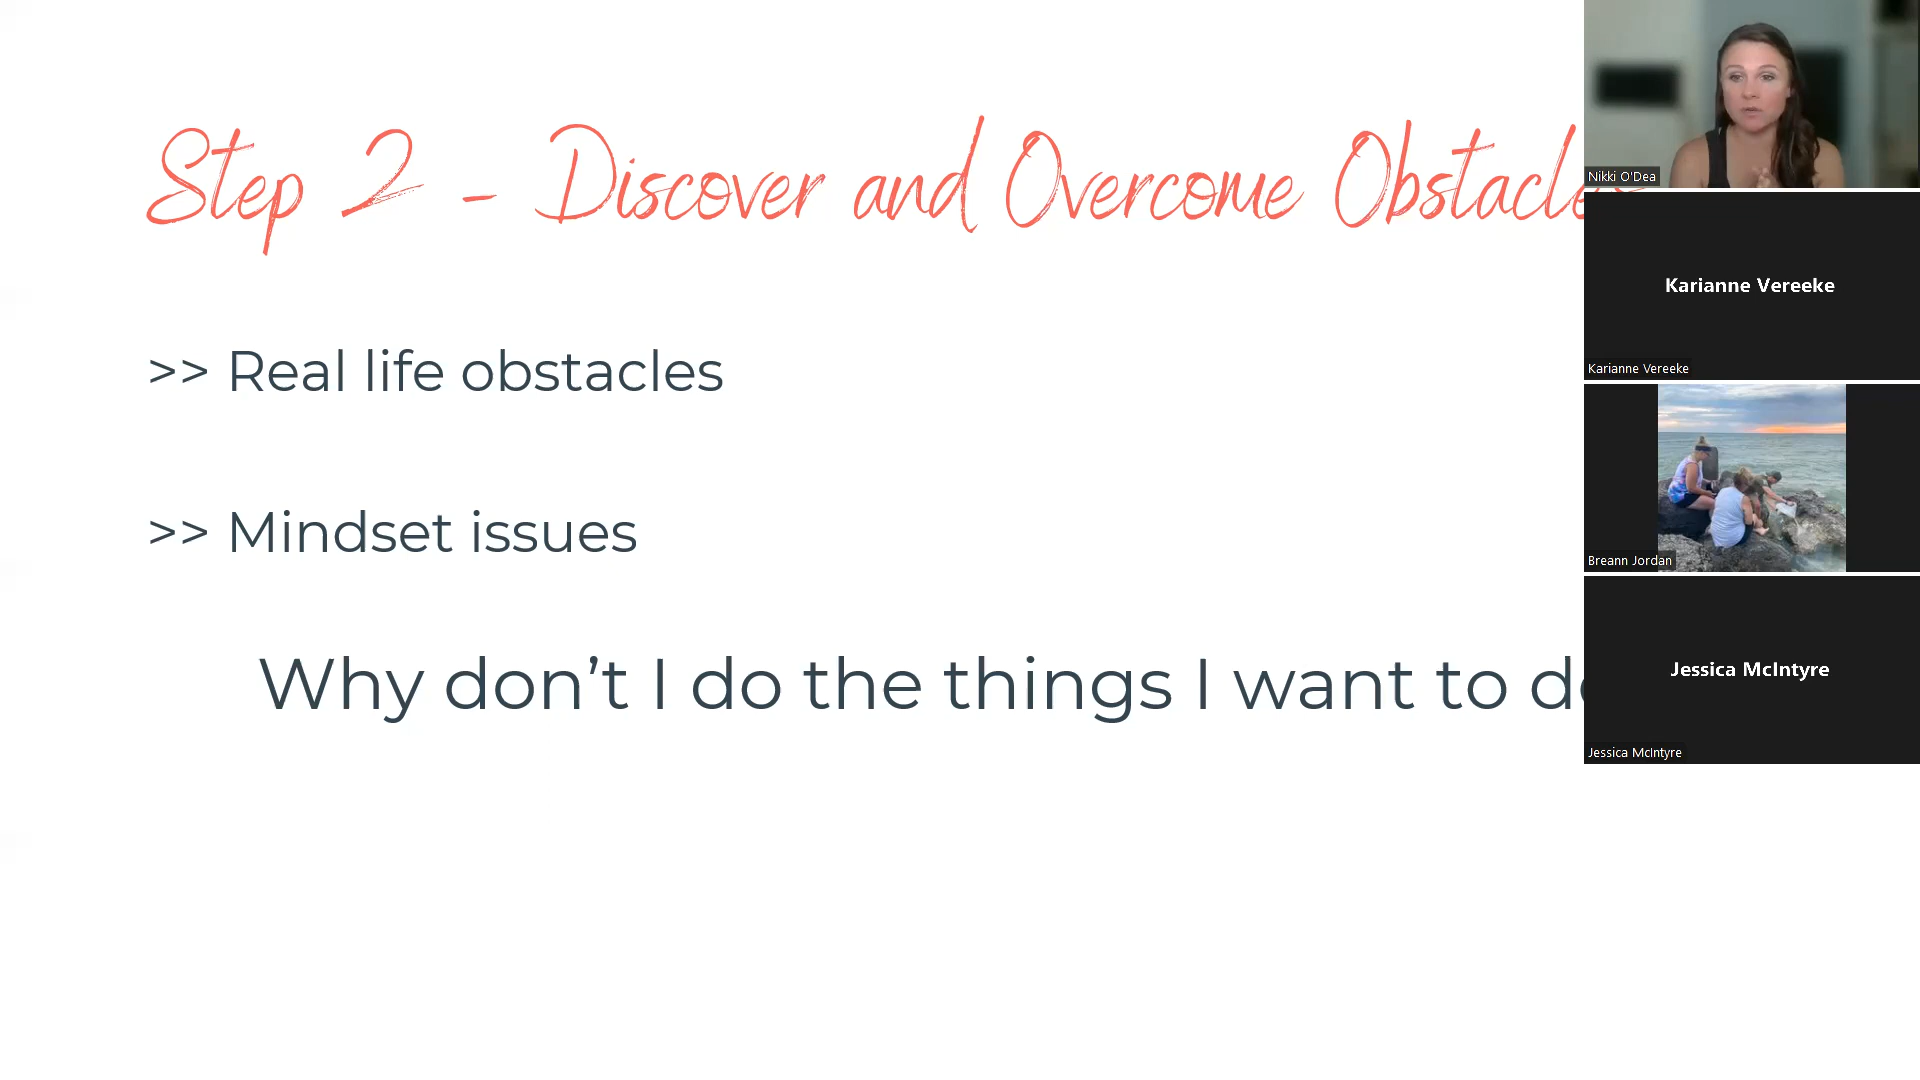 Step 2 - Discover and Overcome Obstacles
>> Real life obstacles
>> Mindset issues
Why don’t I do the things I want to
Nikki O'Dea
Karianne Vereeke
Karianne Vereeke
Breann Jordan
Jessica McIntyre
Jessica McIntyre